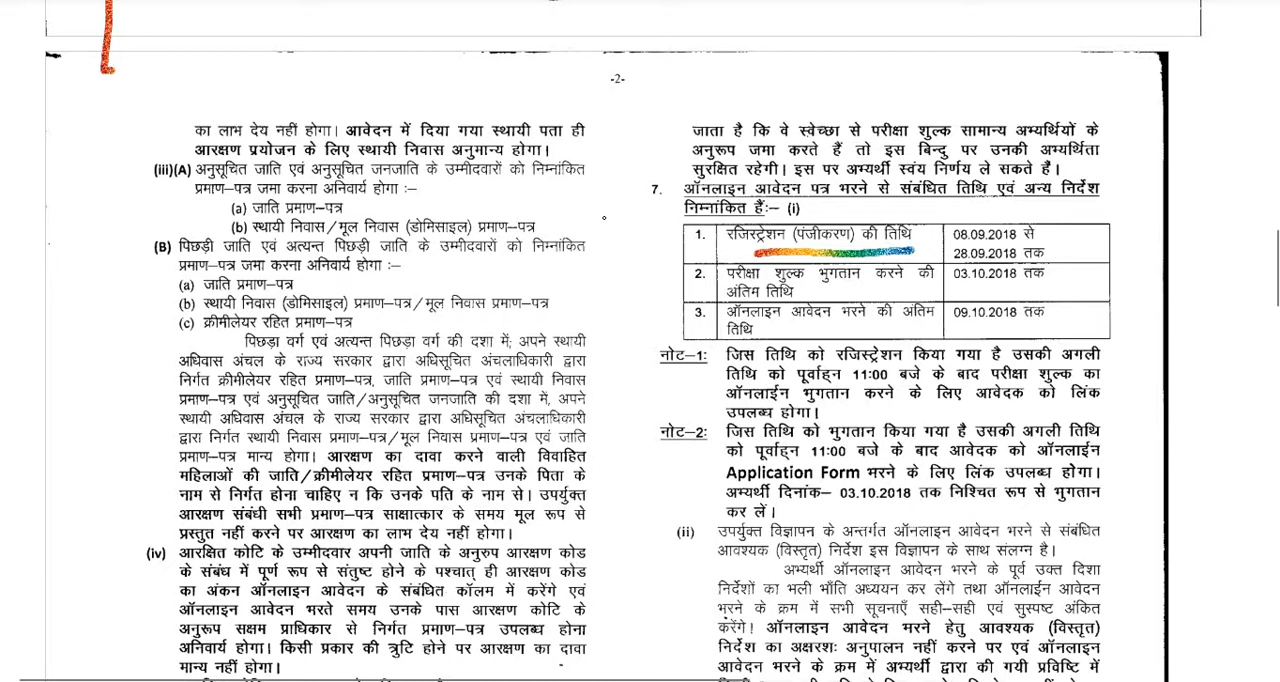 -2-
का लाभ देय नहीं होगा। आवेदन में दिया गया स्थायी पता ही
आरक्षण प्रयोजन के लिए स्थायी निवास अनुमान्य होगा।
(iii)(A) अनुसूचित जाति एवं अनुसूचित जनजाति के उम्मीदवारों को निम्नांकित
प्रमाण–पत्र जमा करना अनिवार्य होगा :–
(a) जाति प्रमाण–पत्र
(b) स्थायी निवास/मूल निवास (डोमिसाइल) प्रमाण–पत्र
(B) पिछड़ी जाति एवं अत्यन्त पिछड़ी जाति के उम्मीदवारों को निम्नांकित
प्रमाण–पत्र जमा करना अनिवार्य होगा :–
(a) जाति प्रमाण–पत्र
(b) स्थायी निवास (डोमिसाइल) प्रमाण–पत्र/मूल निवास प्रमाण–पत्र
(c) क्रीमीलेयर रहित प्रमाण–पत्र
पिछड़ा वर्ग एवं अत्यन्त पिछड़ा वर्ग की दशा में; अपने स्थायी
अधिवास अंचल के राज्य सरकार द्वारा अधिसूचित अंचलाधिकारी द्वारा
निर्गत क्रीमीलेयर रहित प्रमाण–पत्र, जाति प्रमाण–पत्र एवं स्थायी निवास
प्रमाण–पत्र एवं अनुसूचित जाति/अनुसूचित जनजाति की दशा में, अपने
स्थायी अधिवास अंचल के राज्य सरकार द्वारा अधिसूचित अंचलाधिकारी
द्वारा निर्गत स्थायी निवास प्रमाण–पत्र/मूल निवास प्रमाण–पत्र एवं जाति
प्रमाण–पत्र मान्य होगा। आरक्षण का दावा करने वाली विवाहित
महिलाओं की जाति/क्रीमीलेयर रहित प्रमाण–पत्र उनके पिता के
नाम से निर्गत होना चाहिए न कि उनके पति के नाम से। उपर्युक्त
आरक्षण संबंधी सभी प्रमाण–पत्र साक्षात्कार के समय मूल रूप से
प्रस्तुत नहीं करने पर आरक्षण का लाभ देय नहीं होगा।
(iv) आरक्षित कोटि के उम्मीदवार अपनी जाति के अनुरुप आरक्षण कोड
के संबंध में पूर्ण रूप से संतुष्ट होने के पश्चात् ही आरक्षण कोड
का अंकन ऑनलाइन आवेदन के संबंधित कॉलम में करेंगे एवं
ऑनलाइन आवेदन भरते समय उनके पास आरक्षण कोटि के
अनुरूप सक्षम प्राधिकार से निर्गत प्रमाण–पत्र उपलब्ध होना
अनिवार्य होगा। किसी प्रकार की त्रुटि होने पर आरक्षण का दावा
मान्य नहीं होगा।
जाता है कि वे स्वेच्छा से परीक्षा शुल्क सामान्य अभ्यर्थियों के
अनुरूप जमा करते हैं तो इस बिन्दु पर उनकी अभ्यर्थिता
सुरक्षित रहेगी। इस पर अभ्यर्थी स्वंय निर्णय ले सकते हैं।
7. ऑनलाइन आवेदन पत्र भरने से संबंधित तिथि एवं अन्य निर्देश
निम्नांकित हैं:– (i)
1. रजिस्ट्रेशन (पंजीकरण) की तिथि 08.09.2018 से
28.09.2018 तक
2. परीक्षा शुल्क भुगतान करने की 03.10.2018 तक
अंतिम तिथि
3. ऑनलाइन आवेदन भरने की अंतिम 09.10.2018 तक
तिथि
नोट–1: जिस तिथि को रजिस्ट्रेशन किया गया है उसकी अगली
तिथि को पूर्वाहन 11:00 बजे के बाद परीक्षा शुल्क का
ऑनलाईन भुगतान करने के लिए आवेदक को लिंक
उपलब्ध होगा।
नोट–2: जिस तिथि को भुगतान किया गया है उसकी अगली तिथि
को पूर्वाह्न 11:00 बजे के बाद आवेदक को ऑनलाईन
Application Form भरने के लिए लिंक उपलब्ध होगा।
अभ्यर्थी दिनांक– 03.10.2018 तक निश्चित रूप से भुगतान
कर लें।
(ii) उपर्युक्त विज्ञापन के अन्तर्गत ऑनलाइन आवेदन भरने से संबंधित
आवश्यक (विस्तृत) निर्देश इस विज्ञापन के साथ संलग्न है।
अभ्यर्थी ऑनलाइन आवेदन भरने के पूर्व उक्त दिशा
निर्देशों का भली भाँति अध्ययन कर लेंगे तथा ऑनलाईन आवेदन
भरने के क्रम में सभी सूचनाएँ सही–सही एवं सुस्पष्ट अंकित
करेंगे। ऑनलाइन आवेदन भरने हेतु आवश्यक (विस्तृत)
निर्देश का अक्षरशः अनुपालन नहीं करने पर एवं ऑनलाईन
आवेदन भरने के क्रम में अभ्यर्थी द्वारा की गयी प्रविष्टि में